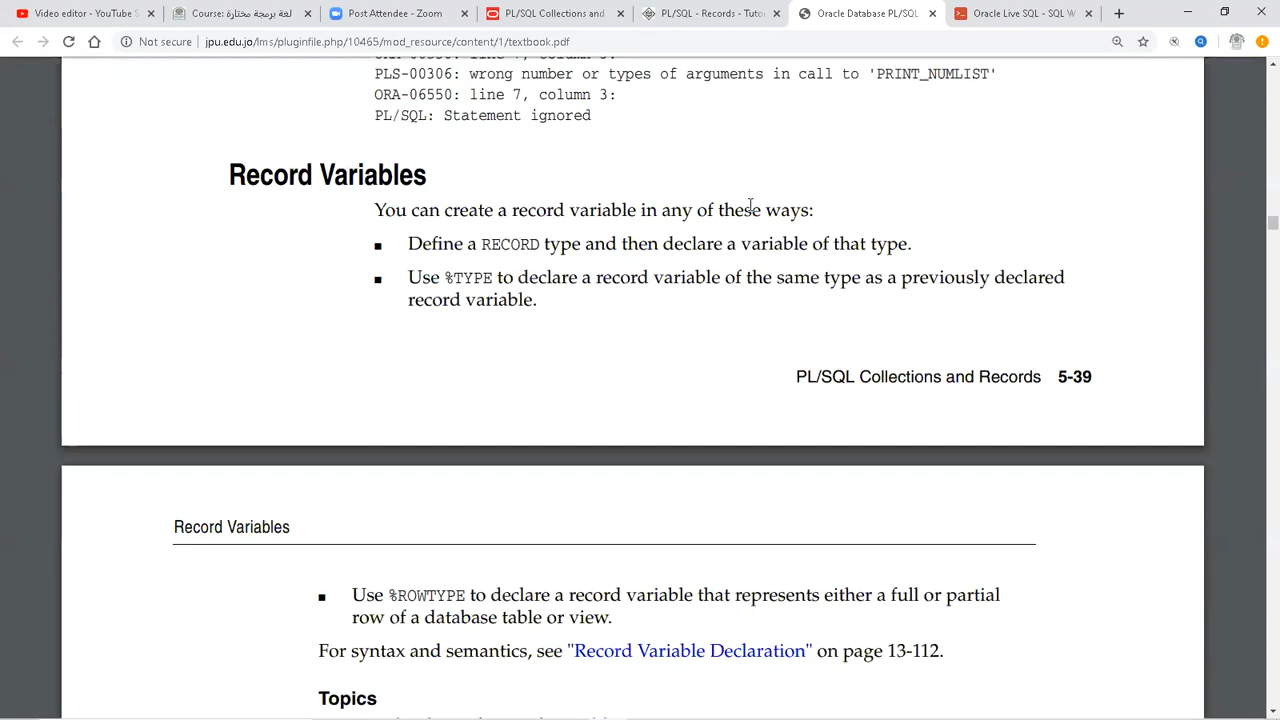 Video editor - YouTube S
Course: لغة برمجة مختارة
Post Attendee - Zoom
PL/SQL Collections and
PL/SQL - Records - Tut
Oracle Database PL/SQL
Oracle Live SQL - SQL W
Not secure | jpu.edu.jo/lms/pluginfile.php/10465/mod_resource/content/1/textbook.pdf
PLS-00306: wrong number or types of arguments in call to 'PRINT_NUMLIST'
ORA-06550: line 7, column 3:
PL/SQL: Statement ignored
Record Variables
You can create a record variable in any of these ways:
■ Define a RECORD type and then declare a variable of that type.
■ Use %TYPE to declare a record variable of the same type as a previously declared
record variable.
PL/SQL Collections and Records 5-39
Record Variables
■ Use %ROWTYPE to declare a record variable that represents either a full or partial
row of a database table or view.
For syntax and semantics, see "Record Variable Declaration" on page 13-112.
Topics